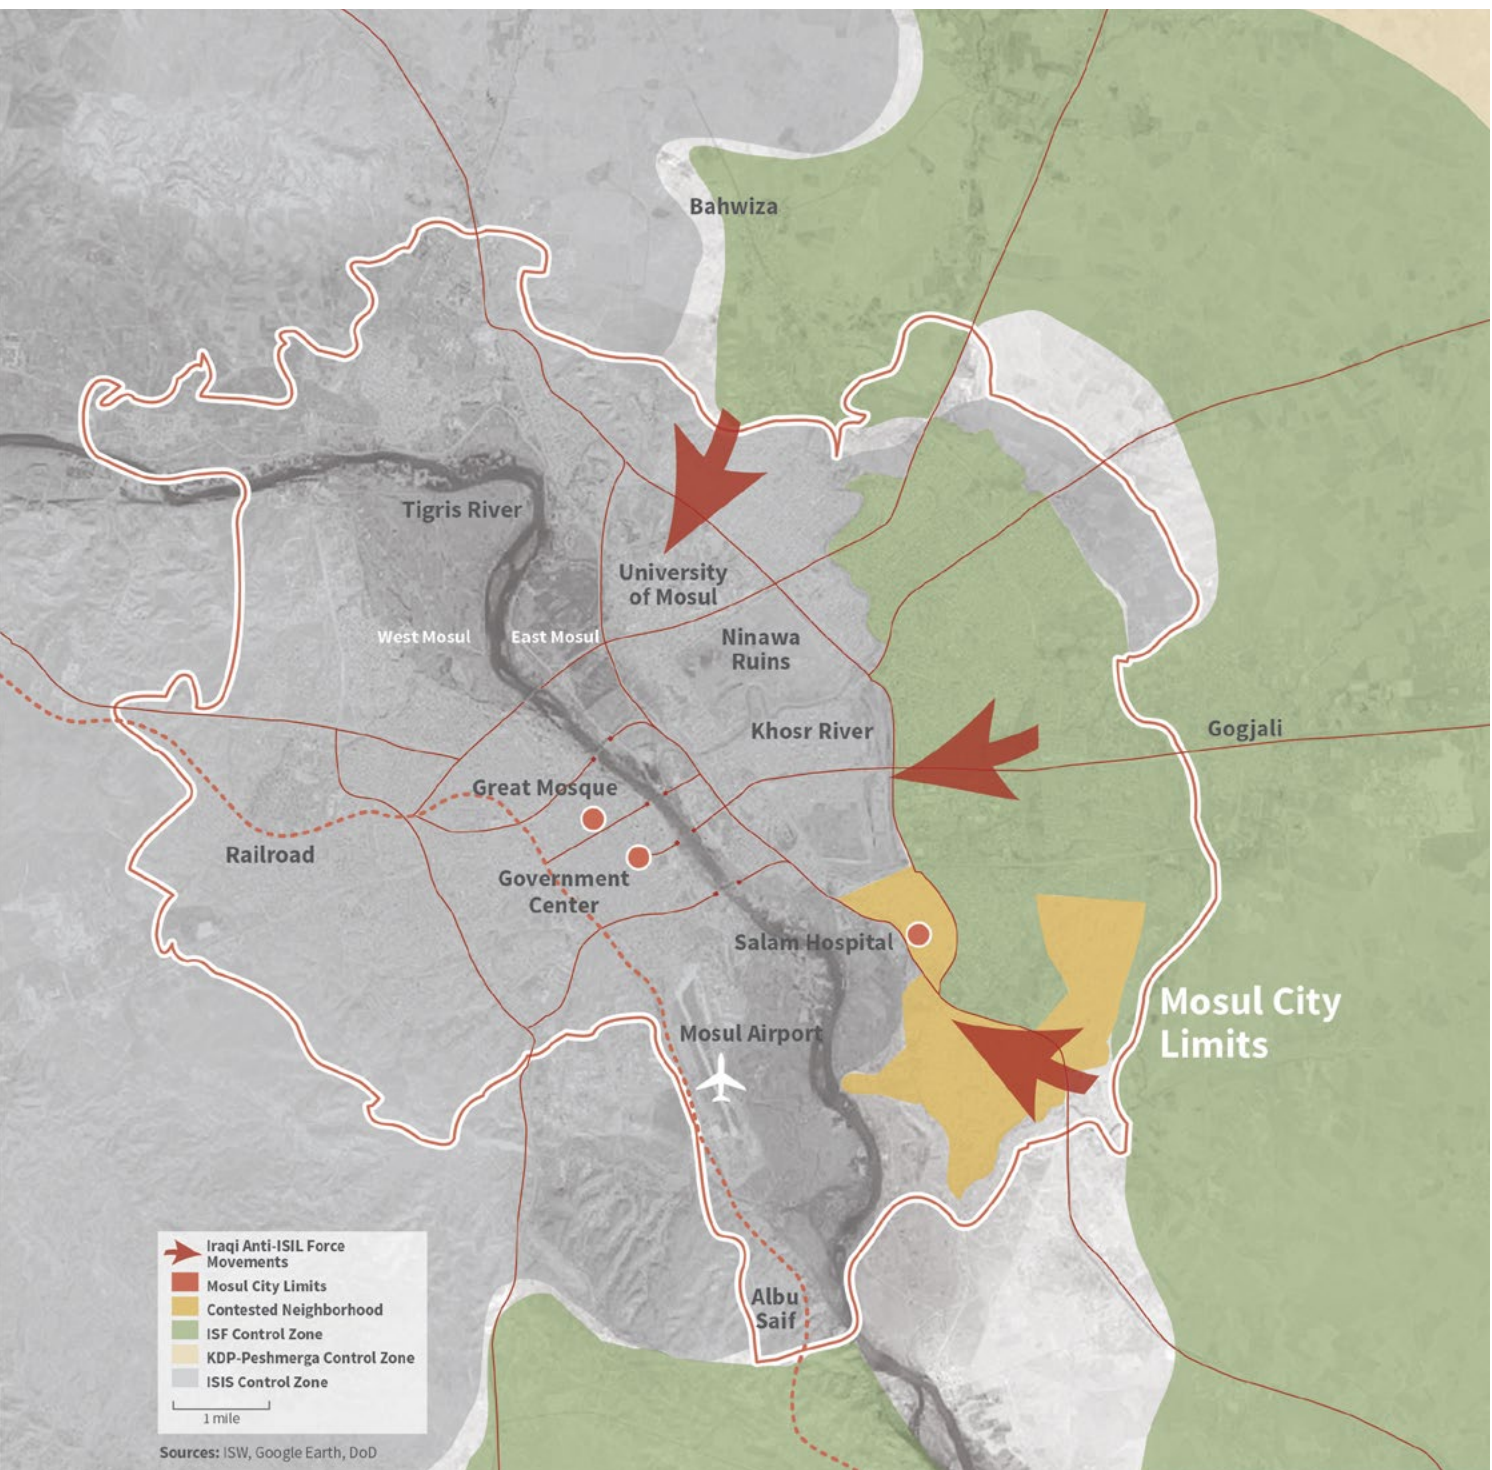 Bahwiza
Tigris River
University
of Mosul
West Mosul
East Mosul
Ninawa
Ruins
Khosr River
Gogjali
Great Mosque
Railroad
Government
Center
Salam Hospital
Mosul City
Limits
Mosul Airport
Albu
Saif
Iraqi Anti-ISIL Force
Movements
Mosul City Limits
Contested Neighborhood
ISF Control Zone
KDP-Peshmerga Control Zone
ISIS Control Zone
1 mile
Sources: ISW, Google Earth, DoD